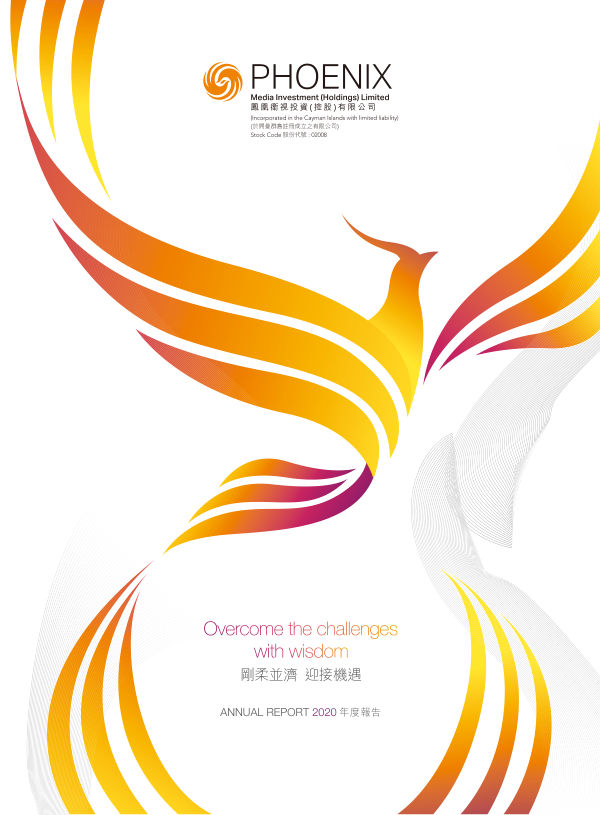 PHOENIX
Media Investment (Holdings) Limited
鳳凰衛視投資(控股)有限公司
(Incorporated in the Cayman Islands with limited liability)
(於開曼群島註冊成立之有限公司)
Stock Code 股份代號 : 02008
Overcome the challenges
with wisdom
剛柔並濟 迎接機遇
ANNUAL REPORT 2020 年度報告